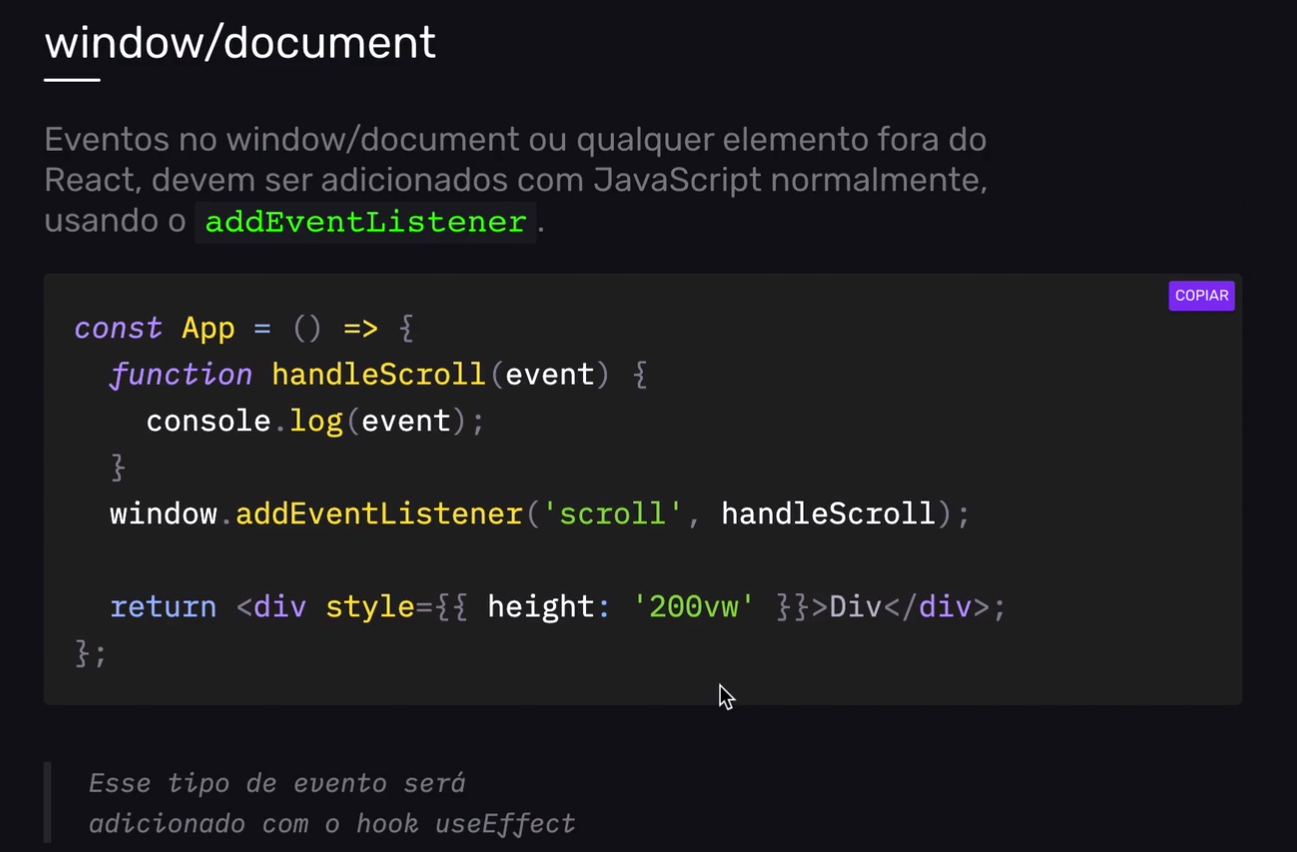 window/document
Eventos no window/document ou qualquer elemento fora do
React, devem ser adicionados com JavaScript normalmente,
usando o addEventListener.
COPIAR
const App = () => {
  function handleScroll(event) {
    console.log(event);
  }
  window.addEventListener('scroll', handleScroll);

  return <div style={{ height: '200vw' }}>Div</div>;
};
Esse tipo de evento será
adicionado com o hook useEffect